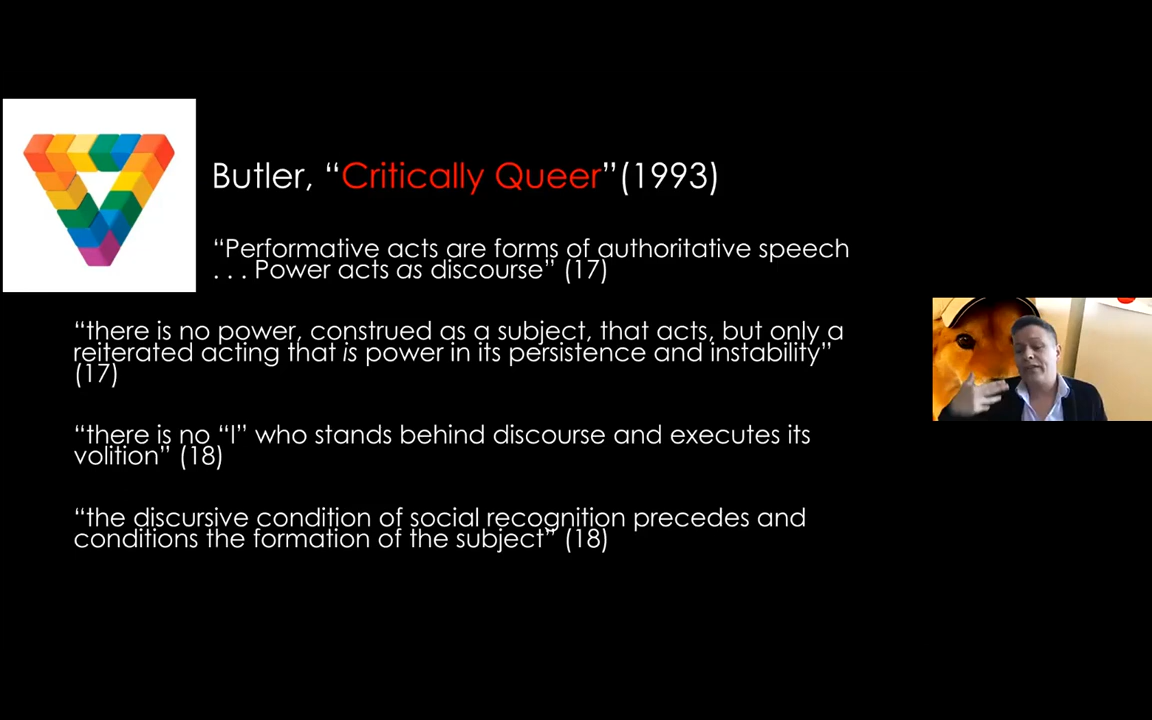 Butler, “Critically Queer”(1993)
“Performative acts are forms of authoritative speech
. . . Power acts as discourse” (17)
“there is no power, construed as a subject, that acts, but only a
reiterated acting that is power in its persistence and instability”
(17)
“there is no “I” who stands behind discourse and executes its
volition” (18)
“the discursive condition of social recognition precedes and
conditions the formation of the subject” (18)